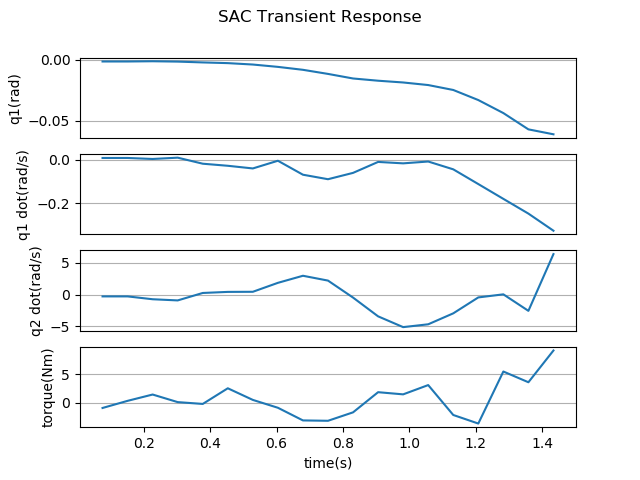 SAC Transient Response
0.00
−0.05
q1(rad)
0.0
−0.2
q1 dot(rad/s)
5
0
−5
q2 dot(rad/s)
5
0
torque(Nm)
0.2 0.4 0.6 0.8 1.0 1.2 1.4
time(s)